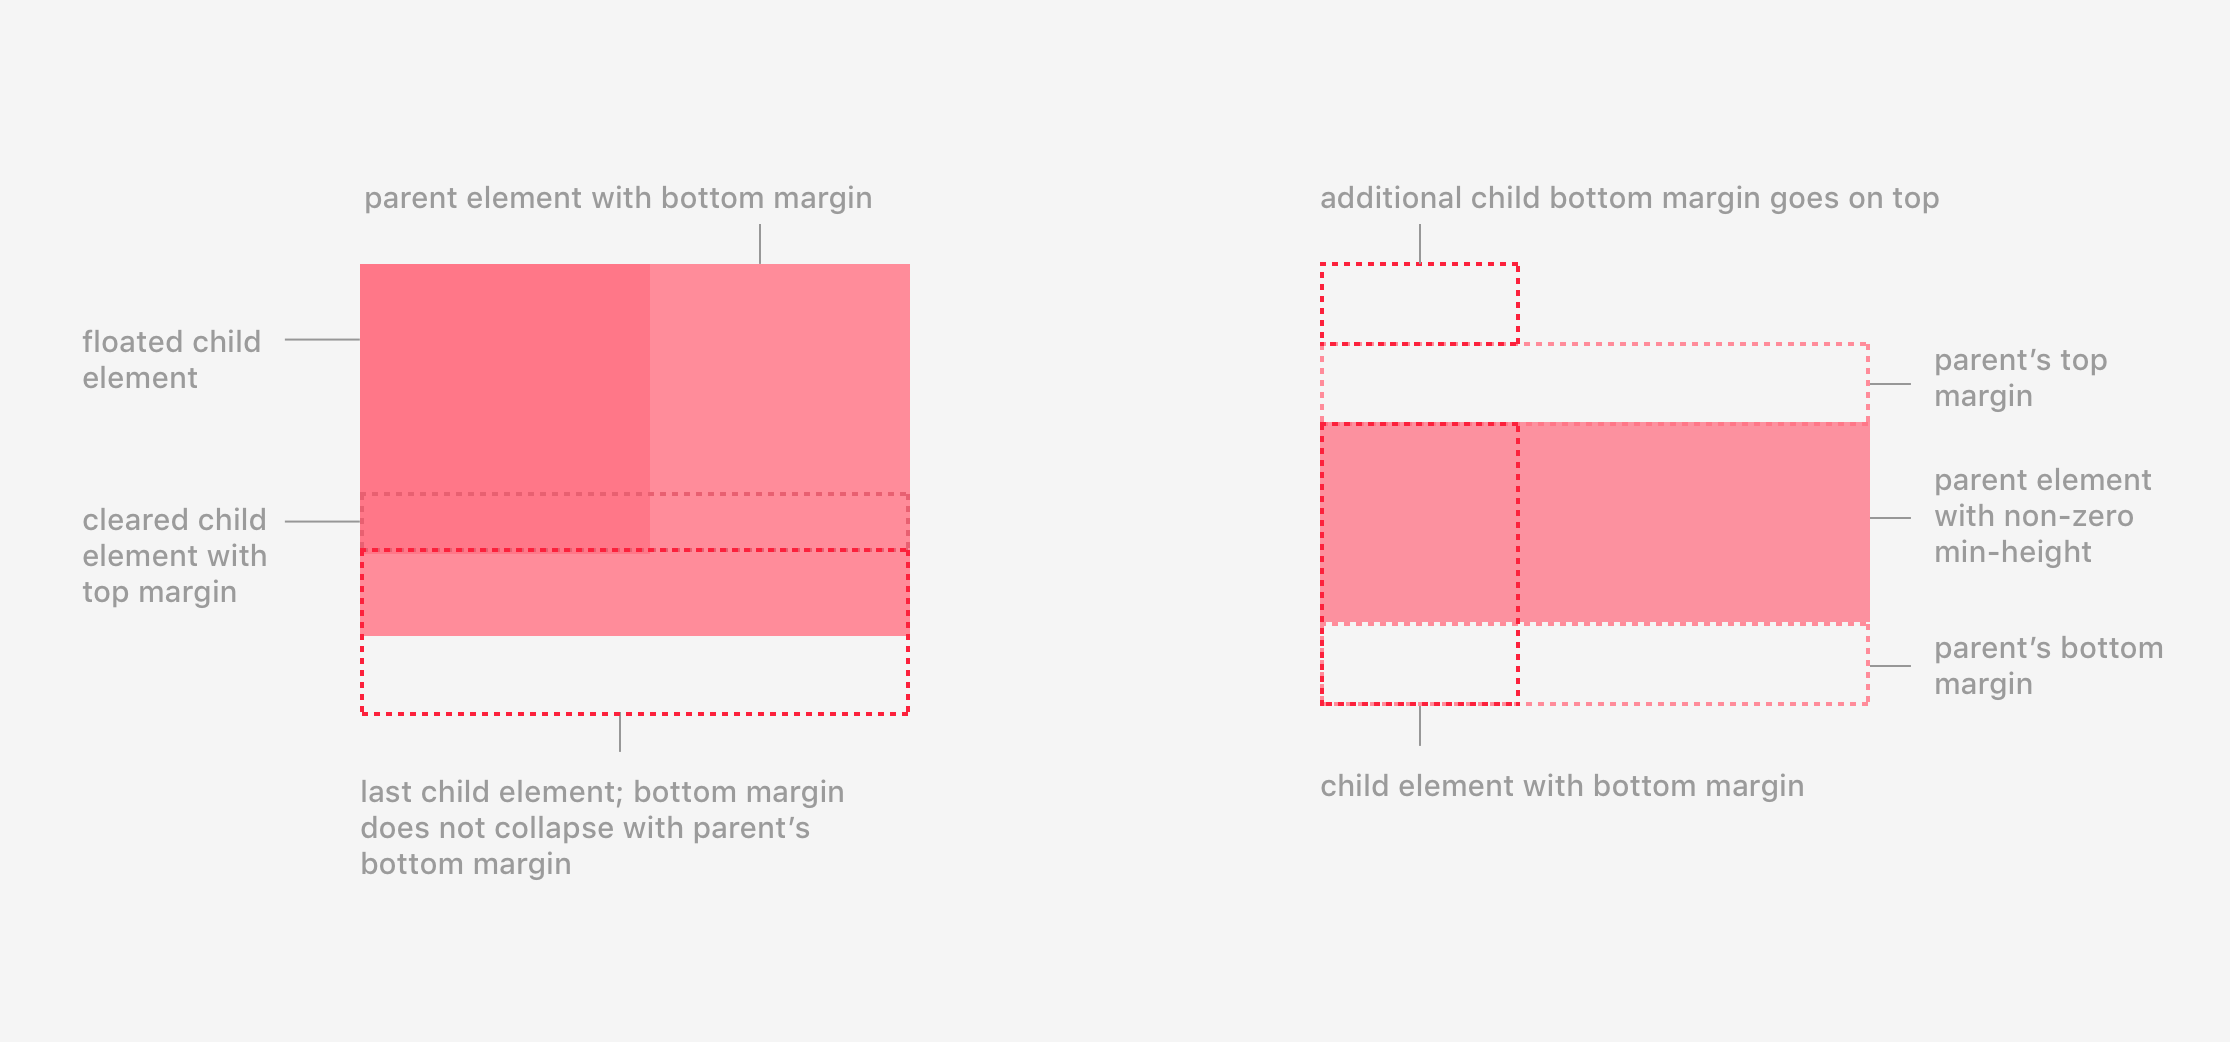 parent element with bottom margin
floated child
element
cleared child
element with
top margin
last child element; bottom margin
does not collapse with parent’s
bottom margin
additional child bottom margin goes on top
parent’s top
margin
parent element
with non-zero
min-height
parent’s bottom
margin
child element with bottom margin